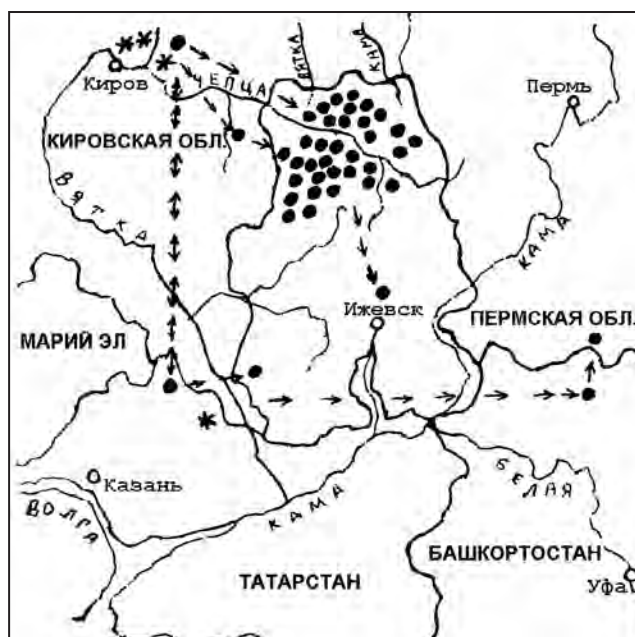 Киров
ЧЕПЦА
ВЯТКА
КАМА
Пермь
КИРОВСКАЯ ОБЛ.
ВЯТКА
КАМА
Ижевск
ПЕРМСКАЯ ОБЛ.
МАРИЙ ЭЛ
Казань
ВОЛГА
КАМА
БЕЛАЯ
БАШКОРТОСТАН
ТАТАРСТАН
Уфа